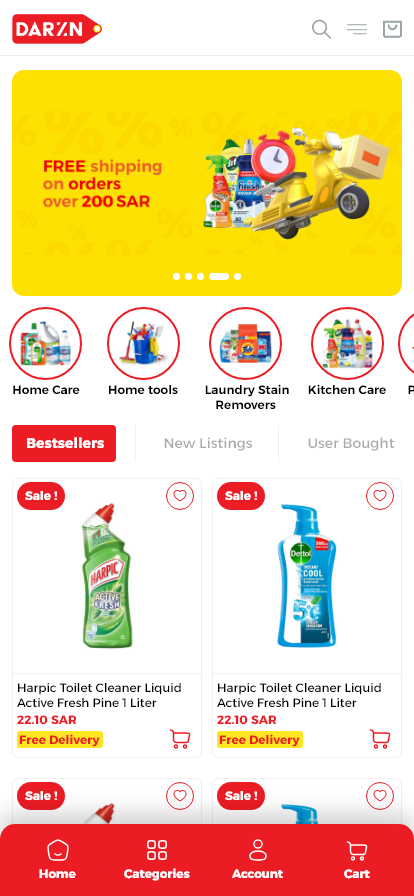 DARZN
FREE shipping
on orders
over 200 SAR
Home Care
Home tools
Laundry Stain
Removers
Kitchen Care
P
Bestsellers
New Listings
User Bought
Sale !
Sale !
HARPIC
ACTIVE
FRESH
Dettol
INSTANT
COOL
Harpic Toilet Cleaner Liquid
Active Fresh Pine 1 Liter
22.10 SAR
Free Delivery
Harpic Toilet Cleaner Liquid
Active Fresh Pine 1 Liter
22.10 SAR
Free Delivery
Sale !
Sale !
Home
Categories
Account
Cart